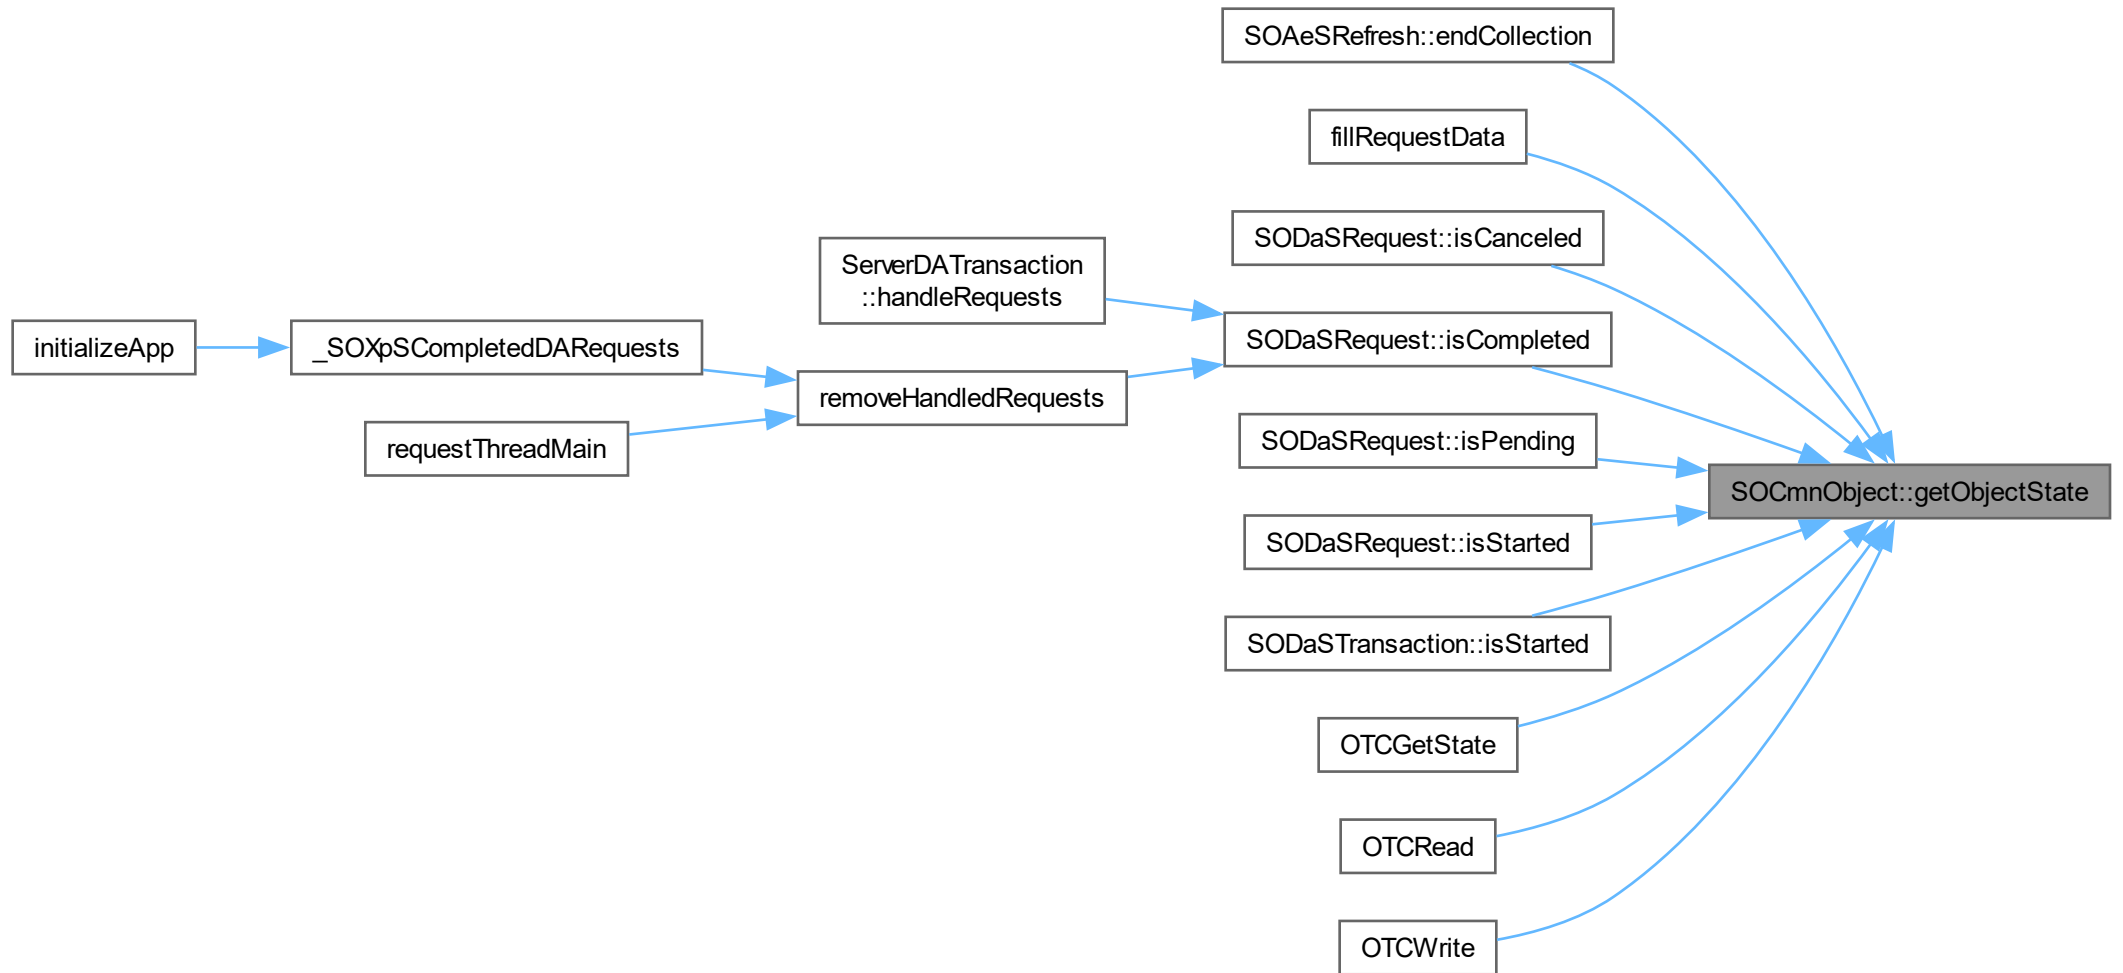 SOAeSRefresh::endCollection
fillRequestData
SODaSRequest::isCanceled
ServerDATransaction
::handleRequests
SODaSRequest::isCompleted
initializeApp
_SOXpSCompletedDARequests
removeHandledRequests
requestThreadMain
SODaSRequest::isPending
SOCmnObject::getObjectState
SODaSRequest::isStarted
SODaSTransaction::isStarted
OTCGetState
OTCRead
OTCWrite